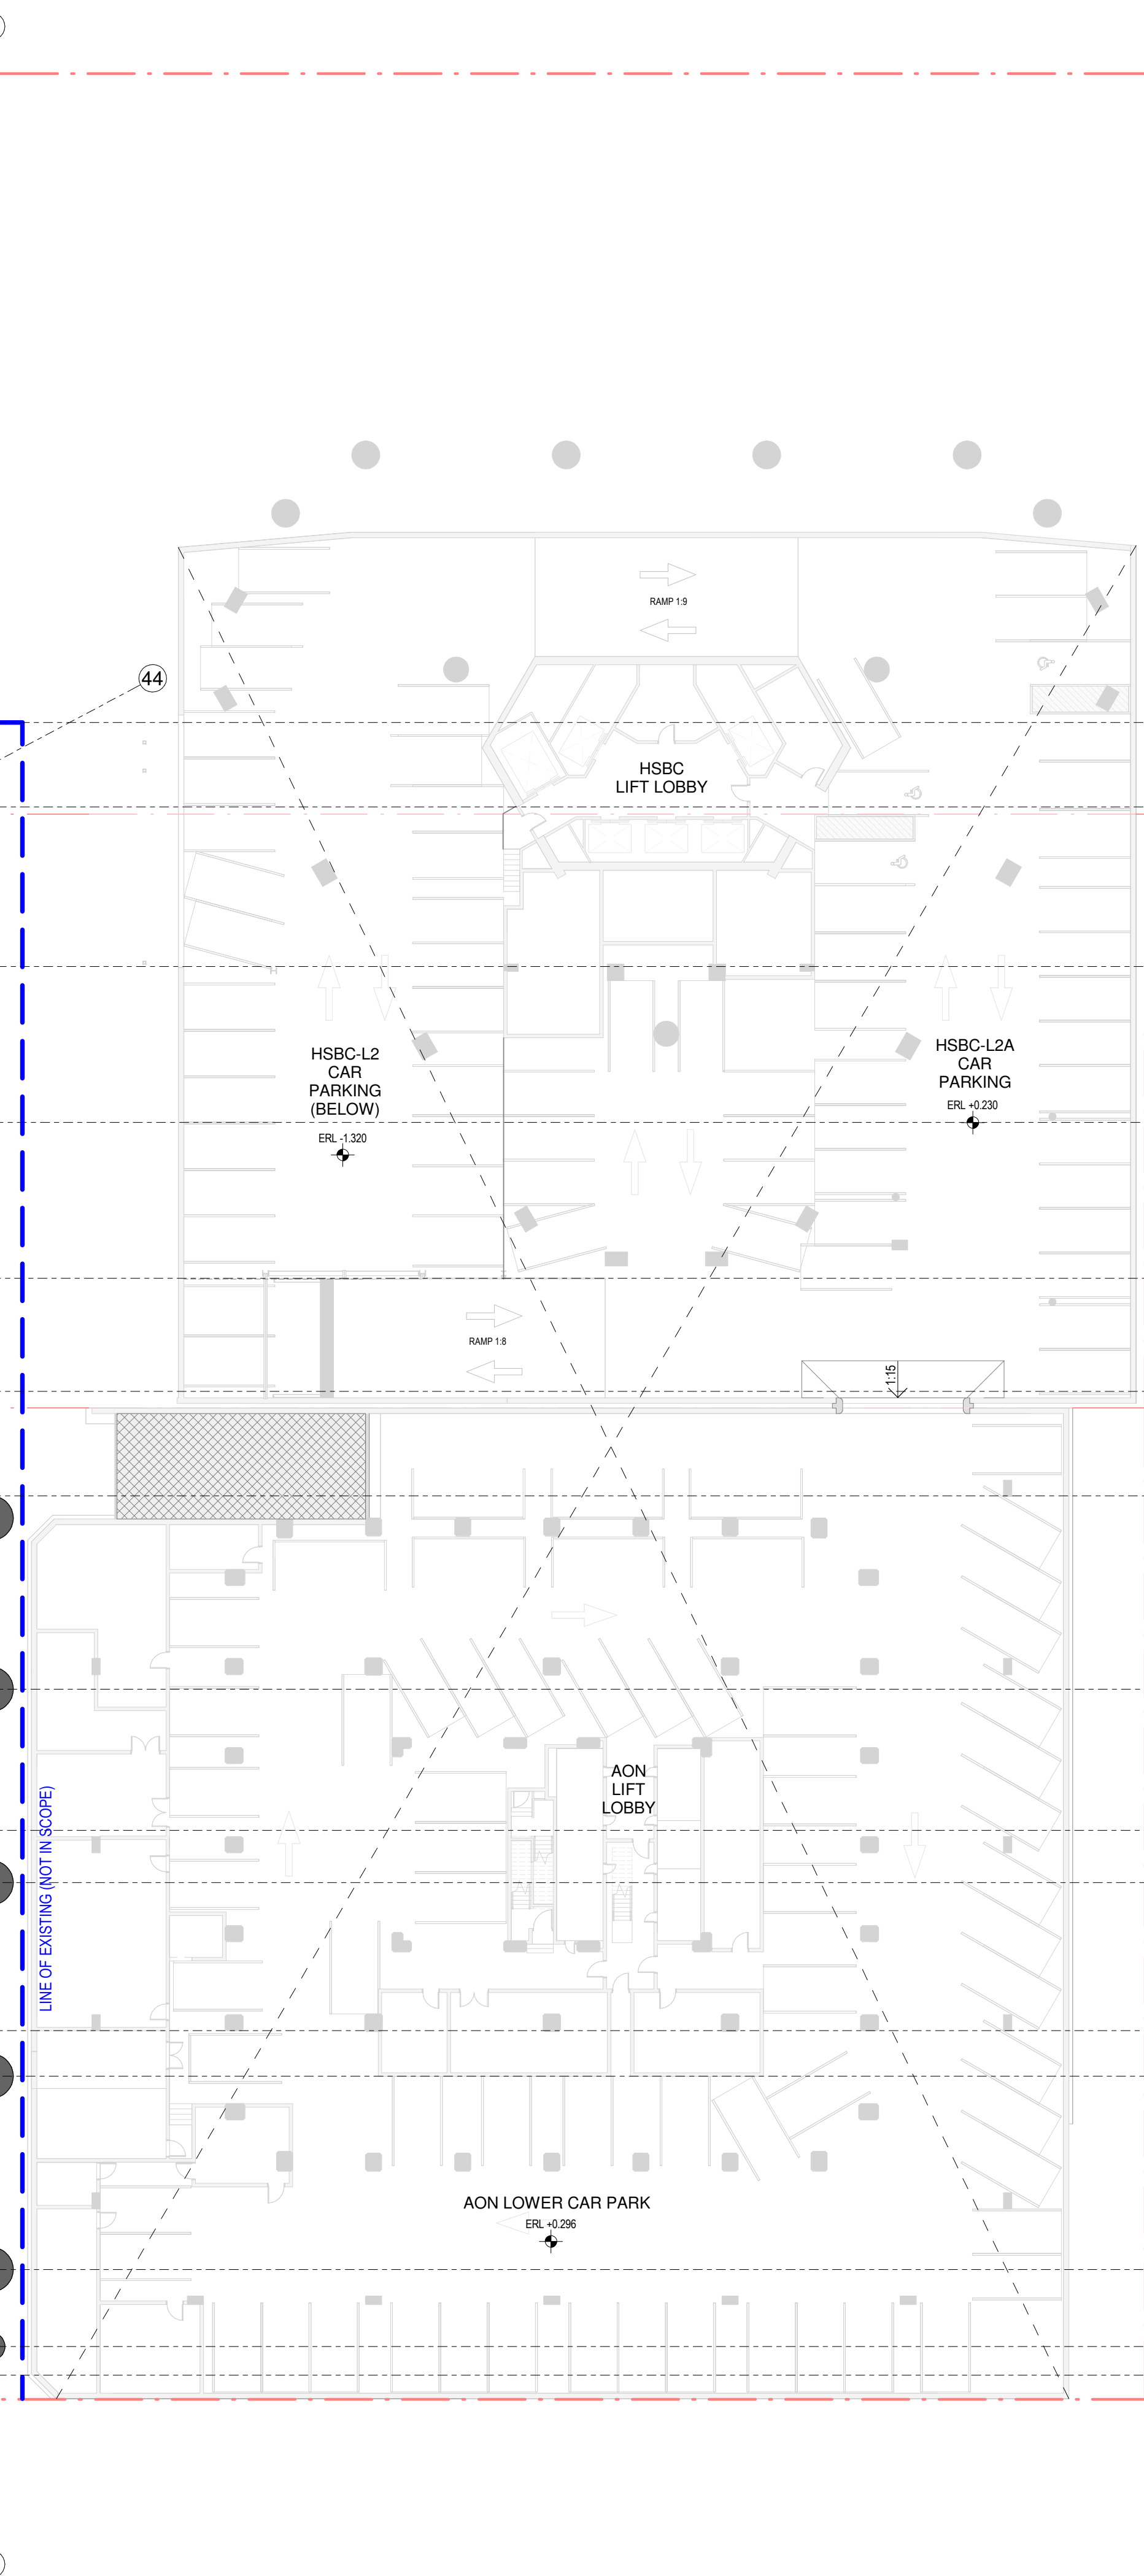 RAMP 1:9
44
HSBC
LIFT LOBBY
HSBC-L2
CAR
PARKING
(BELOW)
ERL -1.320
HSBC-L2A
CAR
PARKING
ERL +0.230
RAMP 1:8
1:15
AON
LIFT
LOBBY
LINE OF EXISTING (NOT IN SCOPE)
AON LOWER CAR PARK
ERL +0.296